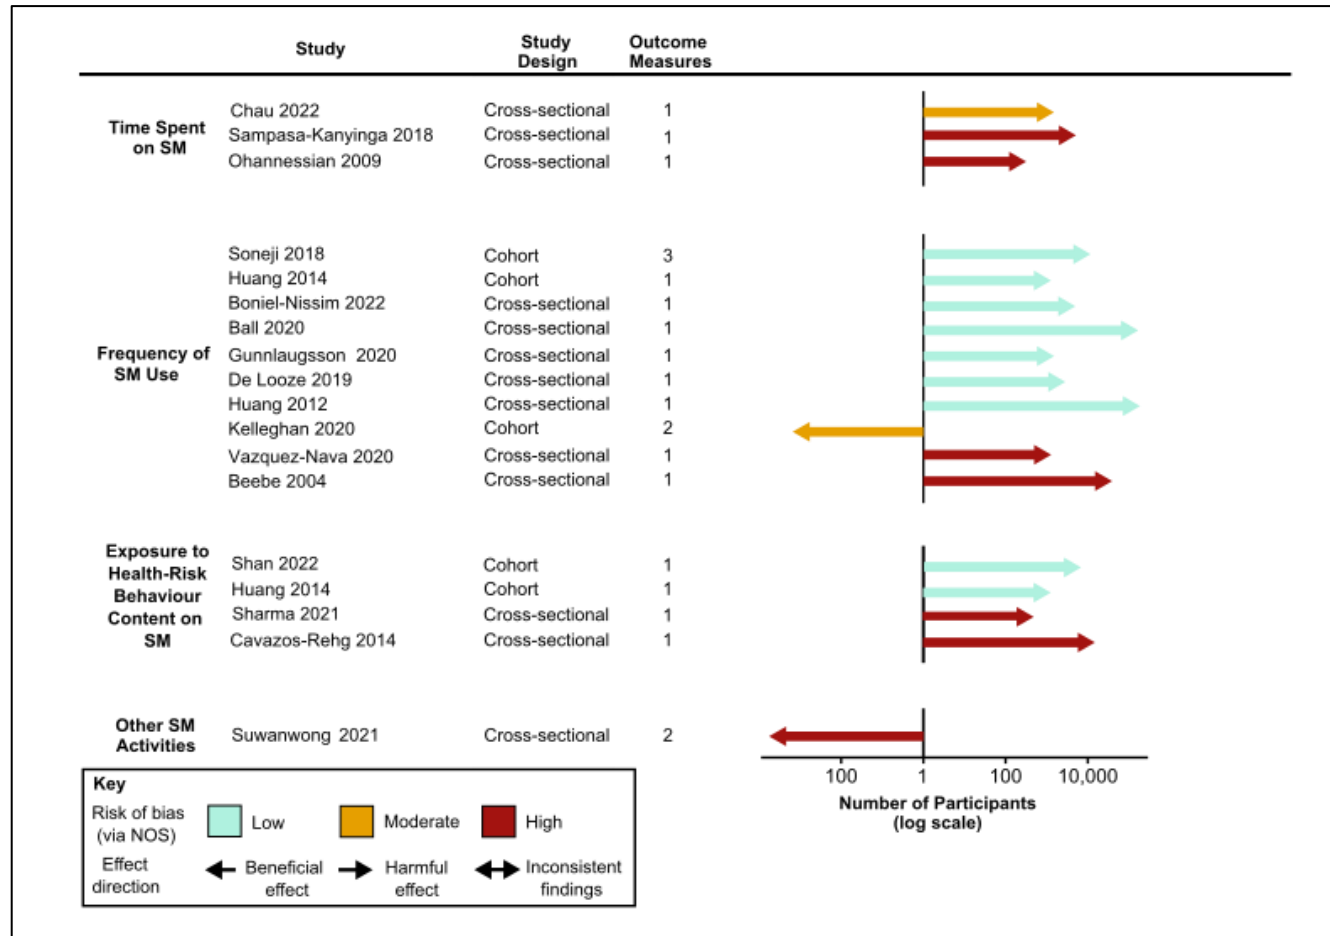 Study
Study Design
Outcome Measures
Time Spent on SM
Chau 2022 Cross-sectional 1
Sampasa-Kanyinga 2018 Cross-sectional 1
Ohannessian 2009 Cross-sectional 1
Frequency of SM Use
Soneji 2018 Cohort 3
Huang 2014 Cohort 1
Boniel-Nissim 2022 Cross-sectional 1
Ball 2020 Cross-sectional 1
Gunnlaugsson 2020 Cross-sectional 1
De Looze 2019 Cross-sectional 1
Huang 2012 Cross-sectional 1
Kelleghan 2020 Cohort 2
Vazquez-Nava 2020 Cross-sectional 1
Beebe 2004 Cross-sectional 1
Exposure to
Health-Risk
Behaviour
Content on
SM
Shan 2022 Cohort 1
Huang 2014 Cohort 1
Sharma 2021 Cross-sectional 1
Cavazos-Rehg 2014 Cross-sectional 1
Other SM
Activities
Suwanwong 2021 Cross-sectional 2
100 1 100 10,000
Number of Participants
(log scale)
Key
Risk of bias
(via NOS)
Low
Moderate
High
Effect
direction
Beneficial
effect
Harmful
effect
Inconsistent
findings